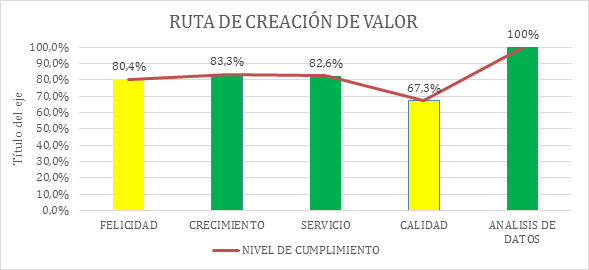 RUTA DE CREACIÓN DE VALOR
Título del eje
100,0%
90,0%
80,0%
70,0%
60,0%
50,0%
40,0%
30,0%
20,0%
10,0%
0,0%
80,4%
83,3%
82,6%
67,3%
100%
FELICIDAD
CRECIMIENTO
SERVICIO
CALIDAD
ANALISIS DE
DATOS
NIVEL DE CUMPLIMIENTO